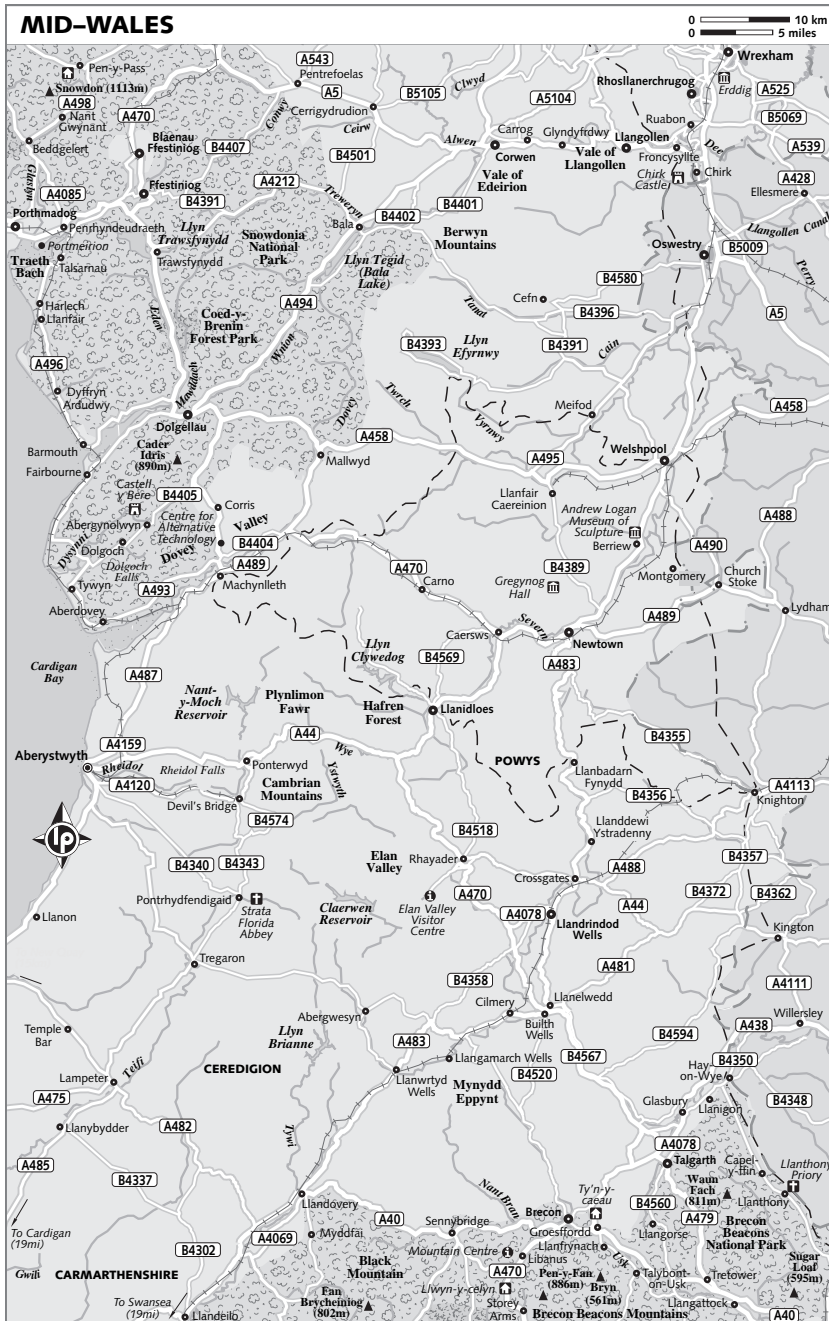 MID–WALES
0 10 km
0 5 miles
Pen-y-Pass
Snowdon (1113m)
A498
Nant
Gwynant
A470
Beddgelert
Blaenau
Ffestiniog
Glaslyn
A4085
Ffestiniog
Porthmadog
Penrhyndeudraeth
Portmeirion
Traeth
Bach
Talsarnau
Harlech
Llanfair
A496
Dyffryn
Ardudwy
Barmouth
Fairbourne
A543
Pentrefoelas
A5
Conwy
Cerrigydrudion
Ceirw
B4407
B4501
A4212
B4391
Treweryn
Llyn
Trawsfynydd
Trawsfynydd
Snowdonia
National
Park
Bala
Llyn Tegid
(Bala
Lake)
Eden
Coed-y-
Brenin
Forest Park
A494
Wnion
Mawddach
Dolgellau
B5105
Clwyd
A5104
Alwen
Carrog
Glyndyfrdwy
Corwen
Vale of
Edeirion
Vale of
Llangollen
Llangollen
B4401
B4402
Berwyn
Mountains
Wrexham
Rhosllanerchrugog
Erddig
A525
Ruabon
B5069
Dee
A539
Froncysyllte
Chirk
Castle
Chirk
A428
Ellesmere
Llangollen Canal
Oswestry
B5009
Perry
A5
B4580
Cefn
B4396
Tanat
B4391
Cain
B4393
Llyn
Efyrnwy
Twrch
Dovey
Vyrnwy
Meifod
A458
A458
Mallwyd
A495
Welshpool
Cader
Idris
(890m)
Castell
y Bere
B4405
Corris
Abergynolwyn
Centre for
Alternative
Technology
Valley
Dovey
Dysynni
Dolgoch
Dolgoch
Falls
B4404
A489
Machynlleth
Tywyn
A493
Aberdovey
Llanfair
Caereinion
Andrew Logan
Museum of
Sculpture
Berriew
A488
A490
B4389
Gregynog
Hall
Montgomery
Church
Stoke
Lydham
A489
A470
Carno
Caersws
Severn
Newtown
A483
Cardigan
Bay
A487
Llyn
Clywedog
B4569
Nant-
y-Moch
Reservoir
Plynlimon
Fawr
Hafren
Forest
Llanidloes
A44
Wye
POWYS
B4355
Aberystwyth
A4159
Rheidol
Rheidol Falls
Ponterwyd
Ystwyth
Cambrian
Mountains
A4120
Devil's Bridge
B4574
Llanbadarn
Fynydd
B4356
A4113
Knighton
lp
B4340
B4343
B4518
Elan
Valley
Rhayader
Llanddewi
Ystradenny
B4357
Crossgates
A488
B4372
B4362
A470
A44
Pontrhydfendigaid
Strata
Florida
Abbey
Claerwen
Reservoir
Elan Valley
Visitor
Centre
A4078
Llandrindod
Wells
Llanon
Kington
Tregaron
A481
A4111
B4358
Cilmery
Llanelwedd
Abergwesyn
Builth
Wells
Llyn
Brianne
A438
Willersley
Temple
Bar
A483
B4594
Llangamarch Wells
B4567
B4350
Hay-
on-Wye
CEREDIGION
Teifi
Lampeter
Llanwrtyd
Wells
Mynydd
Eppynt
B4520
Glasbury
Llanigon
B4348
A475
Llanybydder
A482
Tywi
A4078
A485
B4337
Talgarth
Capel-
y-ffin
Llanthony
Priory
Llandovery
Nant Bran
Ty'n-y-
caeau
Waun
Fach
(811m)
Llanthony
To Cardigan
(19mi)
B4302
A4069
A40
Myddfai
Sennybridge
Brecon
Groesffordd
B4560
A479
Brecon
Beacons
National Park
Llangorse
Gwili
CARMARTHENSHIRE
Black
Mountain
Mountain Centre
Libanus
Llanfrynach
Usk
Sugar
Loaf
(595m)
A470
Pen-y-Fan
(886m)
Bryn
(561m)
Talybont-
on-Usk
Tretower
To Swansea
(19mi)
Llandeilo
Fan
Brycheiniog
(802m)
Llwyn-y-celyn
Storey
Arms
Brecon Beacons Mountains
Llangattock
A40